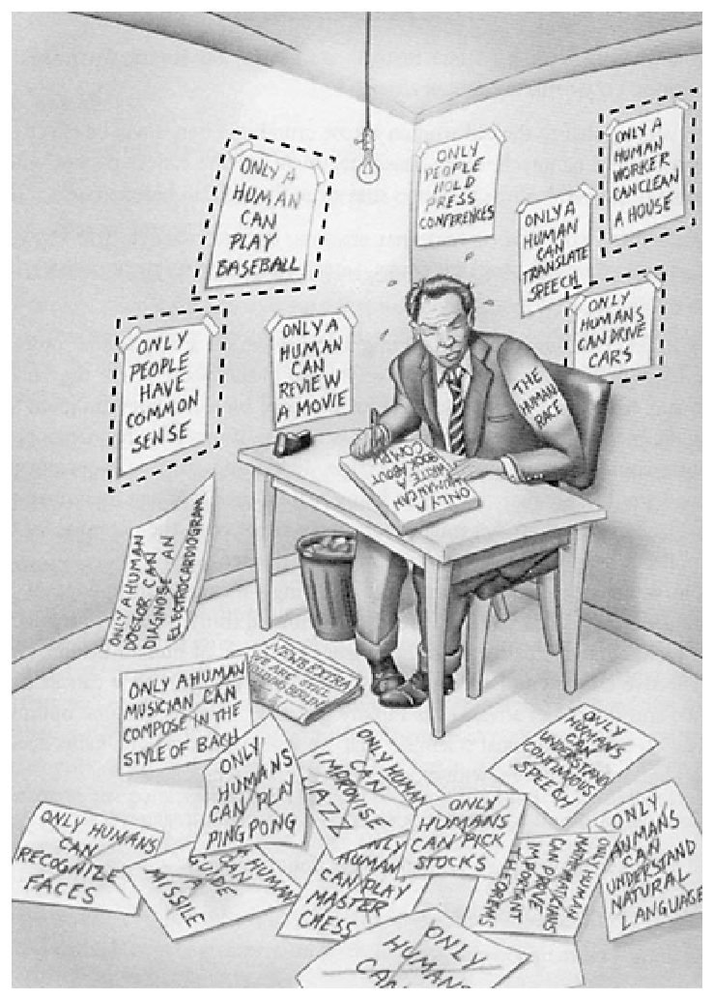 ONLY A
HUMAN
CAN
PLAY
BASEBALL
ONLY
PEOPLE
HOLD
PRESS
CONFERENCES
ONLY A
HUMAN
WORKER
CAN CLEAN
A HOUSE
ONLY A
HUMAN
CAN
TRANSLATE
SPEECH
ONLY
HUMANS
CAN DRIVE
CARS
ONLY
PEOPLE
HAVE
COMMON
SENSE
ONLY A
HUMAN
CAN
REVIEW
A MOVIE
THE
HUMAN
RACE
ONLY A
HUMAN CAN
WRITE A
BOOK ABOUT
COMPU
ONLY A HUMAN
DOCTOR CAN
DIAGNOSE AN
ELECTROCARDIOGRAM
NEWS EXTRA
WE ARE STILL
ONLY A HUMAN
MUSICIAN CAN
COMPOSE IN THE
STYLE OF BACH
ONLY
HUMANS
CAN PLAY
PING PONG
ONLY HUMANS
CAN
IMPROVISE
JAZZ
ONLY
HUMANS
CAN
UNDERSTAND
CONTINUOUS
SPEECH
ONLY
HUMANS
CAN PICK
STOCKS
ONLY HUMANS
CAN
RECOGNIZE
FACES
A HUMAN
CAN
GUIDE
A
MISSILE
ONLY
HUMANS
CAN PLAY
MASTER
CHESS
ONLY HUMAN
MATHEMATICIANS
CAN PROVE
IMPORTANT
THEOREMS
ONLY
HUMANS
CAN
UNDERSTAND
NATURAL
LANGUAGE
ONLY
HUMANS
CAN